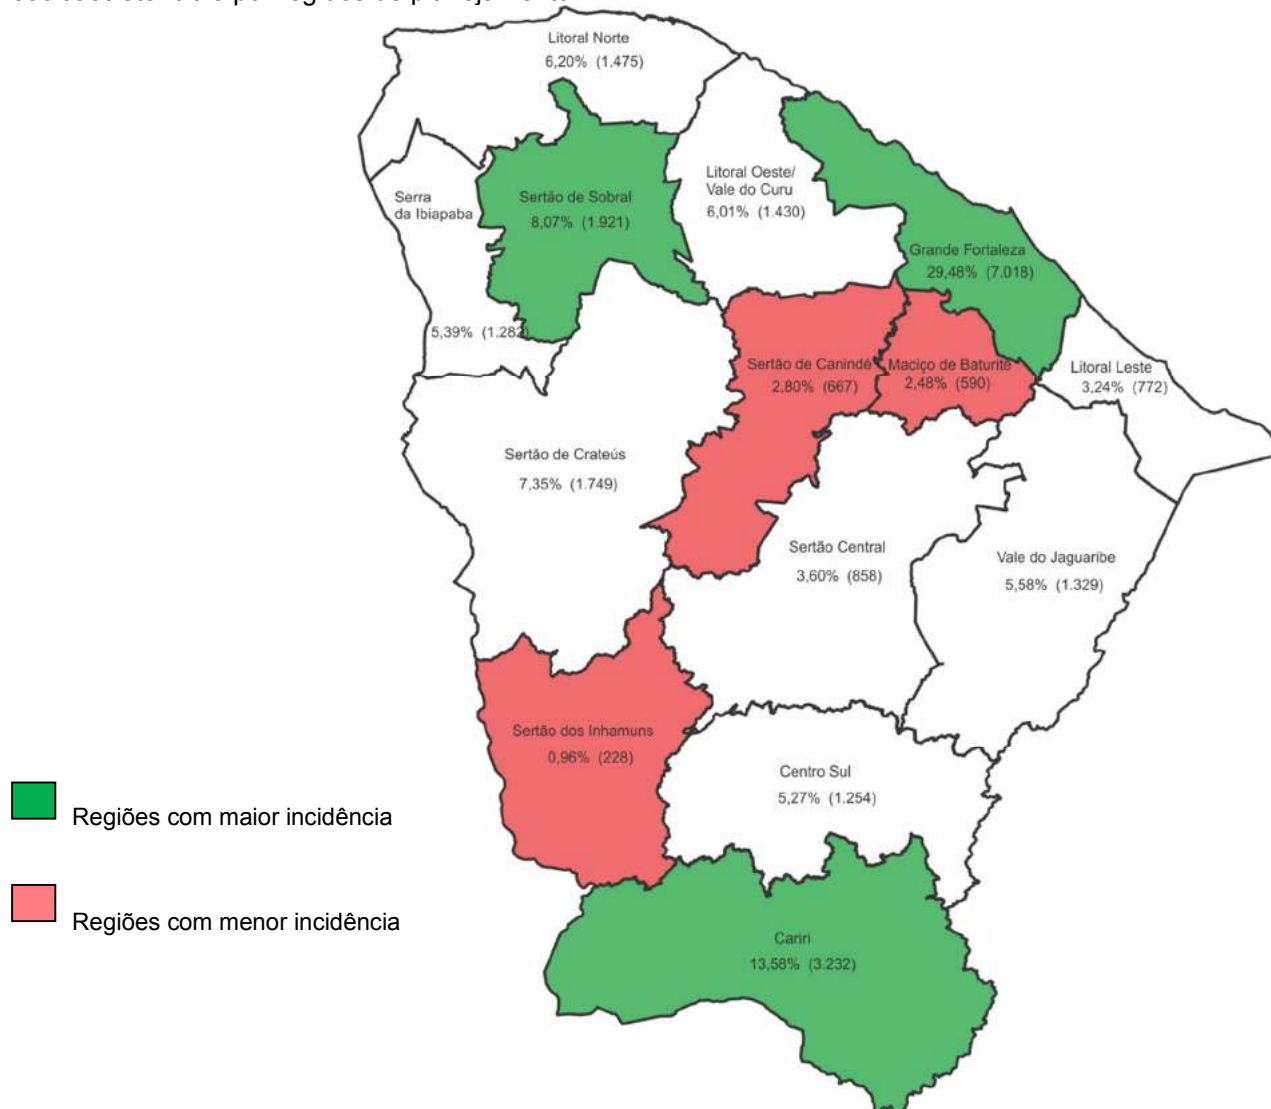 Litoral Norte
6,20% (1.475)
Serra
da Ibiapaba
5,39% (1.282)
Sertão de Sobral
8,07% (1.921)
Litoral Oeste/
Vale do Curu
6,01% (1.430)
Grande Fortaleza
29,48% (7.018)
Sertão de Canindé
2,80% (667)
Maciço de Baturité
2,48% (590)
Litoral Leste
3,24% (772)
Sertão de Crateús
7,35% (1.749)
Sertão Central
3,60% (858)
Vale do Jaguaribe
5,58% (1.329)
Sertão dos Inhamuns
0,96% (228)
Centro Sul
5,27% (1.254)
Cariri
13,58% (3.232)
Regiões com maior incidência
Regiões com menor incidência